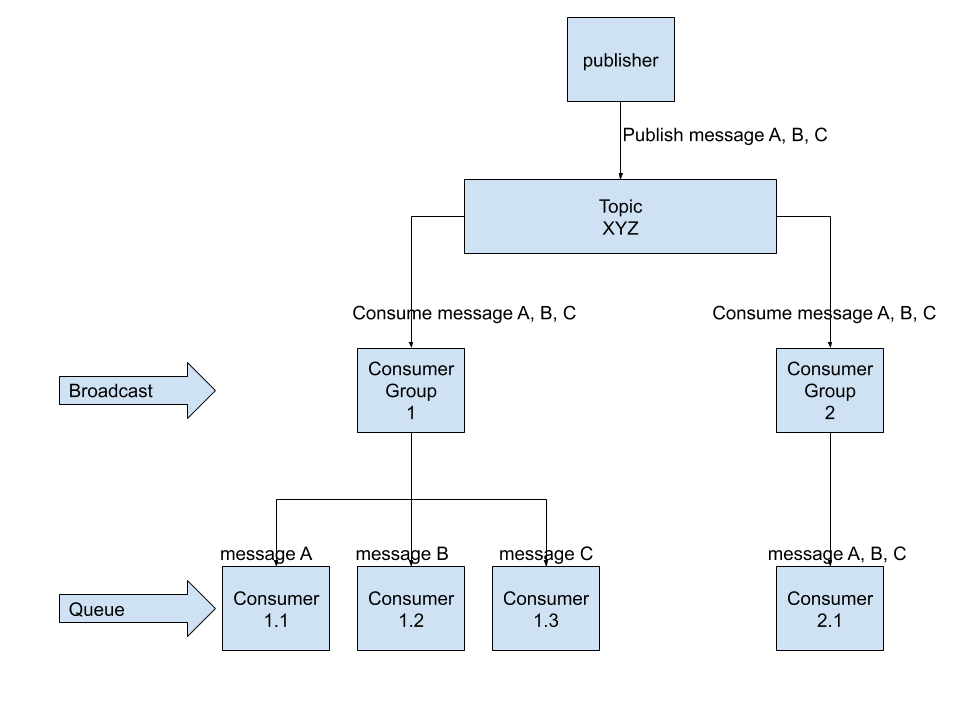 publisher
Publish message A, B, C
Topic
XYZ
Consume message A, B, C
Consume message A, B, C
Broadcast
Consumer
Group
1
Consumer
Group
2
message A
message B
message C
message A, B, C
Queue
Consumer
1.1
Consumer
1.2
Consumer
1.3
Consumer
2.1